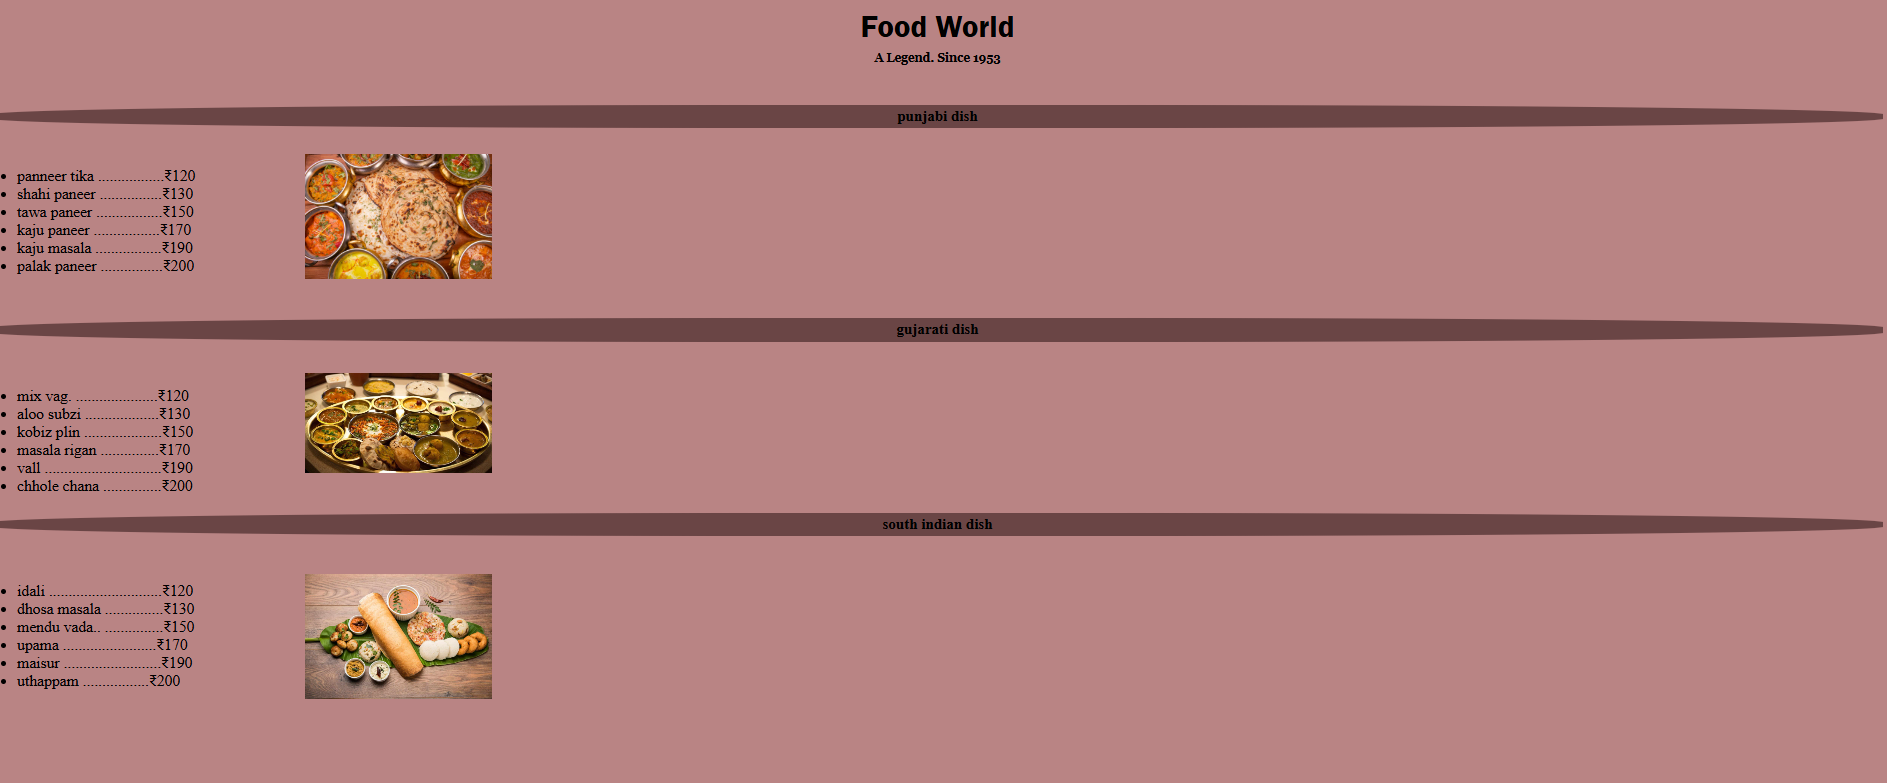 Food World
A Legend. Since 1953
punjabi dish
panneer tika .................₹120
shahi paneer ................₹130
tawa paneer .................₹150
kaju paneer .................₹170
kaju masala .................₹190
palak paneer ................₹200
gujarati dish
mix vag. .....................₹120
aloo subzi ...................₹130
kobiz plin ....................₹150
masala rigan ...............₹170
vall ..............................₹190
chhole chana ...............₹200
south indian dish
idali .............................₹120
dhosa masala ...............₹130
mendu vada.. ...............₹150
upama ........................₹170
maisur .........................₹190
uthappam .................₹200